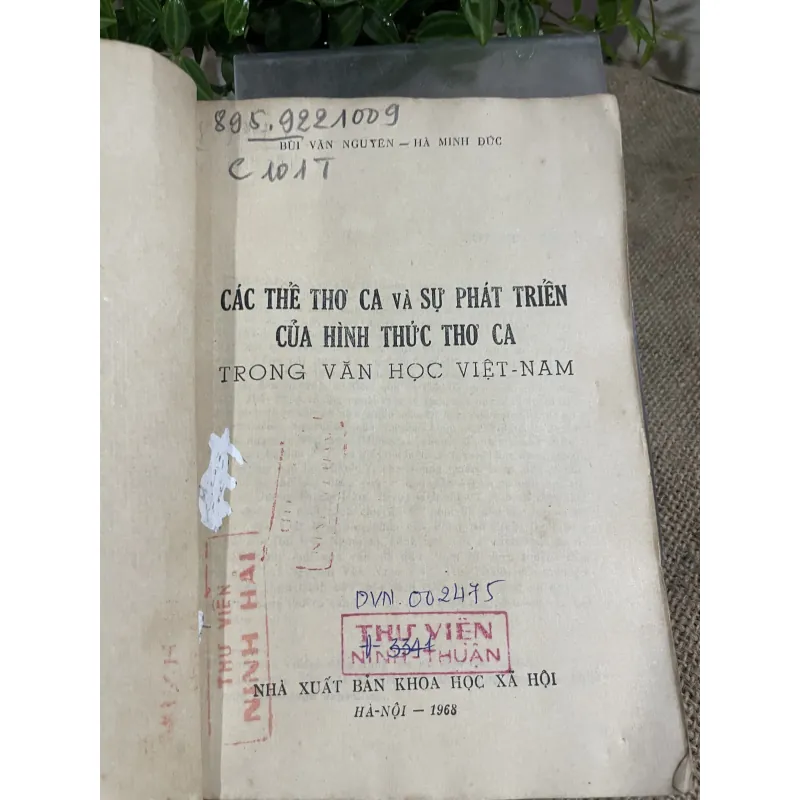 895.9221009
BÙI VĂN NGUYÊN — HÀ MINH ĐỨC
C 101T
CÁC THỂ THƠ CA VÀ SỰ PHÁT TRIỂN
CỦA HÌNH THỨC THƠ CA
TRONG VĂN HỌC VIỆT-NAM
THƯ VIỆN
NINH HẢI
DVN.002475
THƯ VIỆN
NINH THUẬN
NHÀ XUẤT BẢN KHOA HỌC XÃ HỘI
HÀ-NỘI — 1968